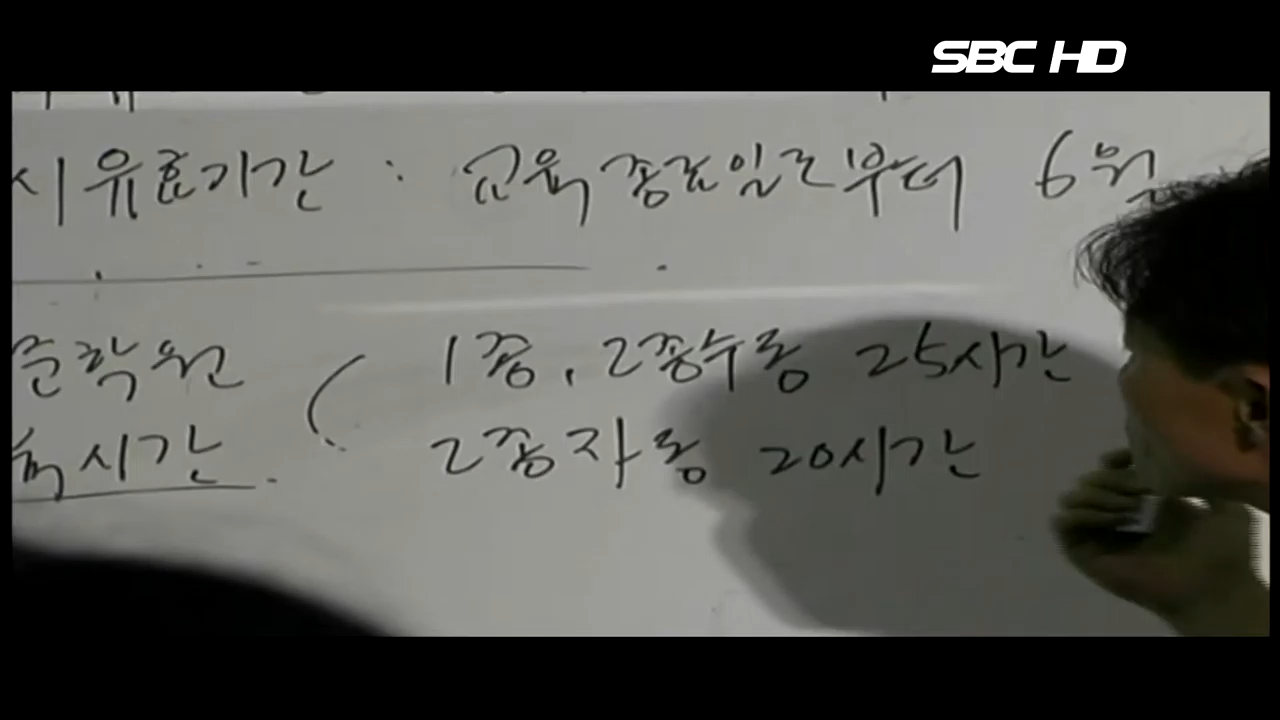 SBC HD
시 유효기간 : 교육 종료일로부터 6월
학원 ( 1종, 2종수동 25시간
시간 2종자동 20시간